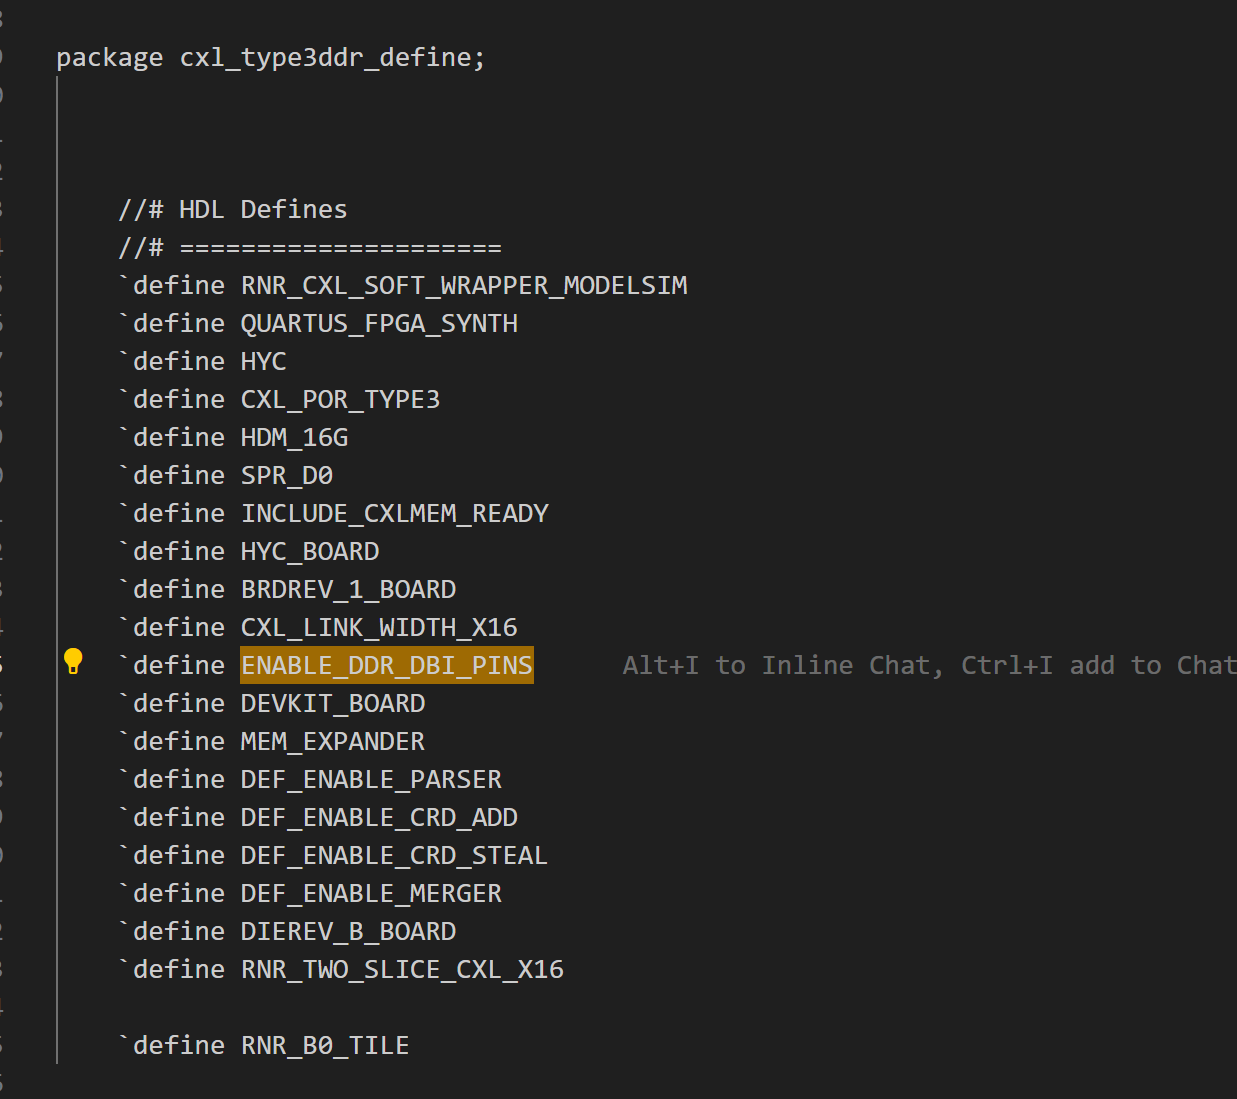 package cxl_type3ddr_define;
//# HDL Defines
//# =====================
`define RNR_CXL_SOFT_WRAPPER_MODELSIM
`define QUARTUS_FPGA_SYNTH
`define HYC
`define CXL_POR_TYPE3
`define HDM_16G
`define SPR_D0
`define INCLUDE_CXLMEM_READY
`define HYC_BOARD
`define BRDREV_1_BOARD
`define CXL_LINK_WIDTH_X16
`define ENABLE_DDR_DBI_PINS Alt+I to Inline Chat, Ctrl+I add to Chat
`define DEVKIT_BOARD
`define MEM_EXPANDER
`define DEF_ENABLE_PARSER
`define DEF_ENABLE_CRD_ADD
`define DEF_ENABLE_CRD_STEAL
`define DEF_ENABLE_MERGER
`define DIEREV_B_BOARD
`define RNR_TWO_SLICE_CXL_X16
`define RNR_B0_TILE